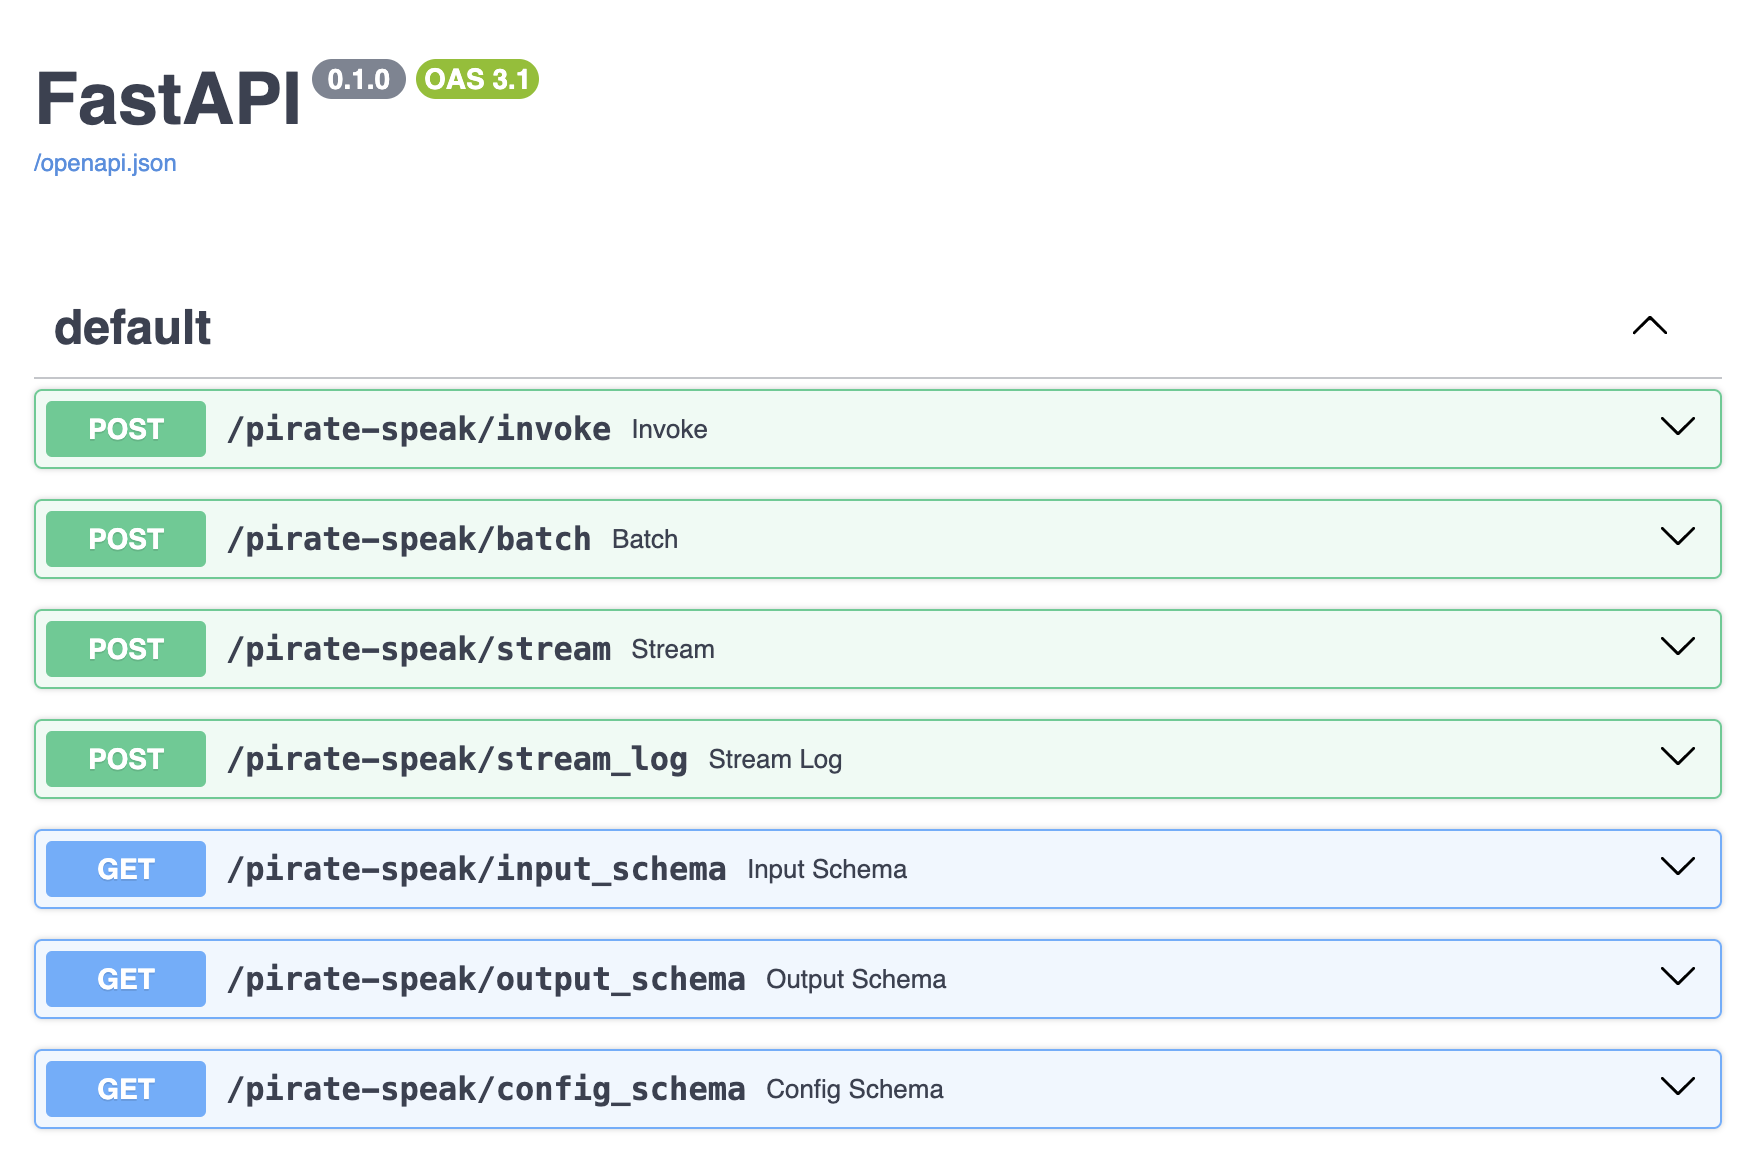 FastAPI 0.1.0 OAS 3.1
/openapi.json
default
POST /pirate-speak/invoke Invoke
POST /pirate-speak/batch Batch
POST /pirate-speak/stream Stream
POST /pirate-speak/stream_log Stream Log
GET /pirate-speak/input_schema Input Schema
GET /pirate-speak/output_schema Output Schema
GET /pirate-speak/config_schema Config Schema